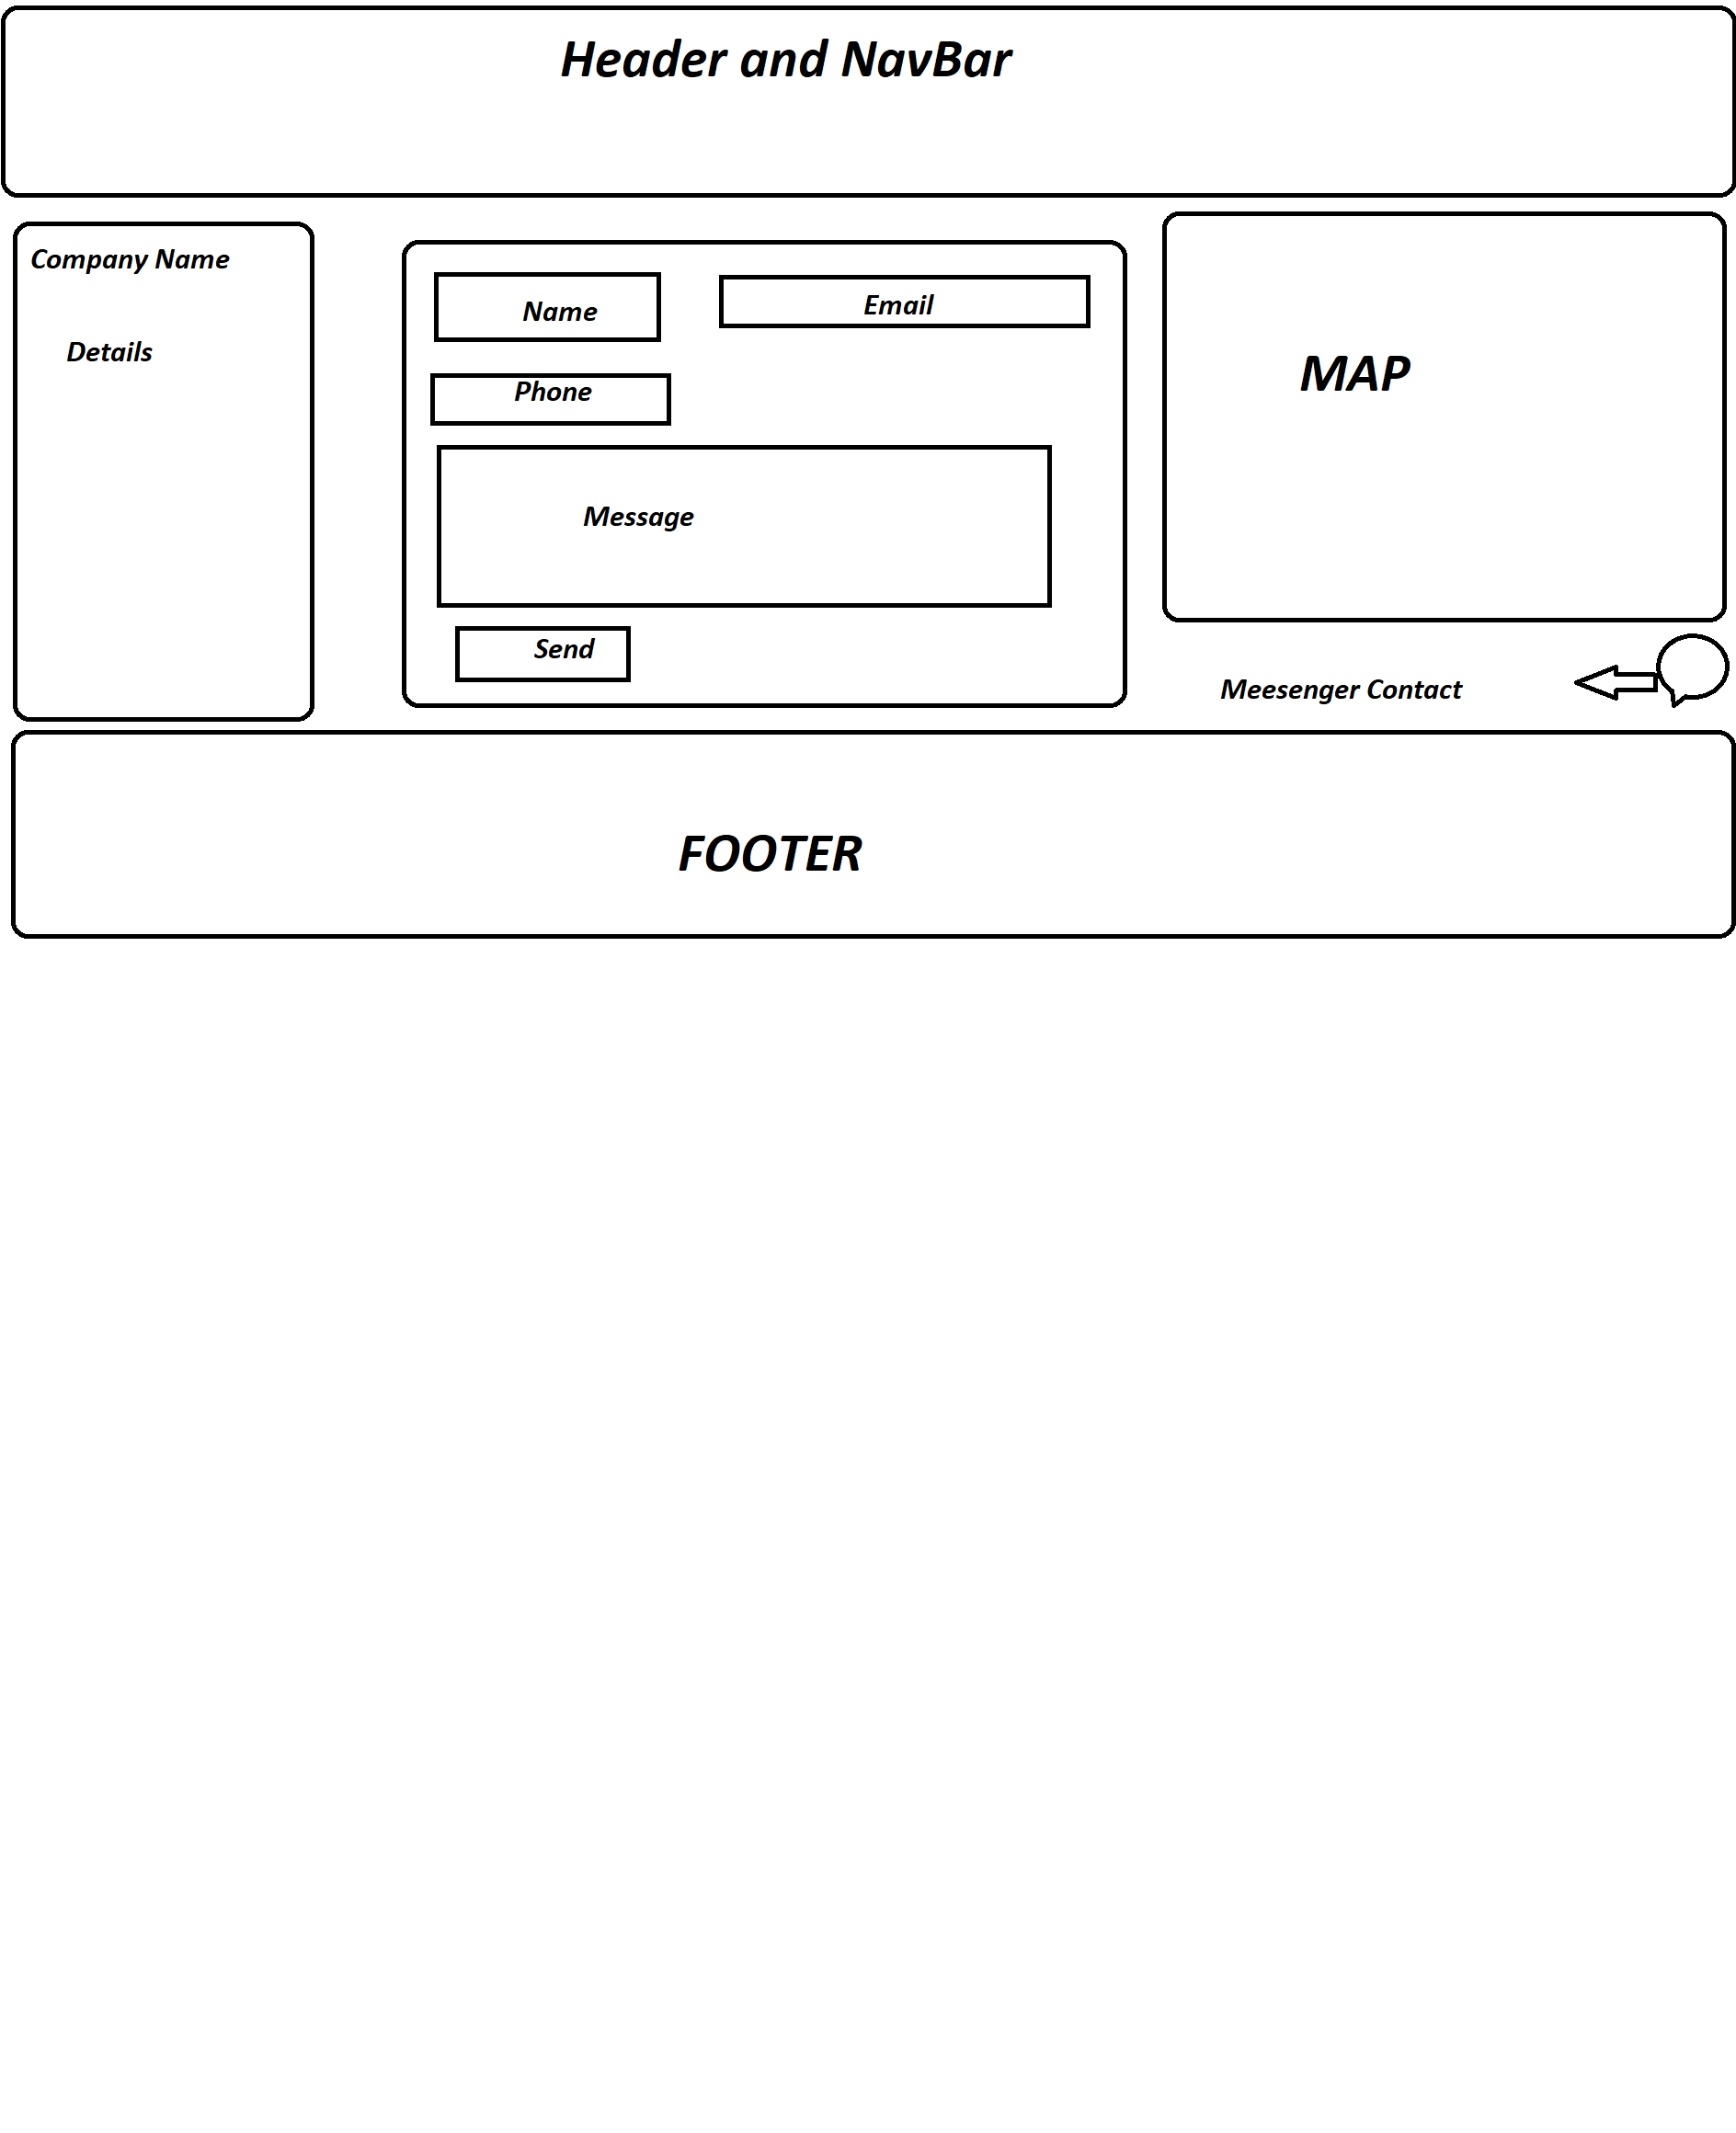 Header and NavBar
Company Name
Details
Name
Email
Phone
Message
Send
MAP
Meesenger Contact
FOOTER